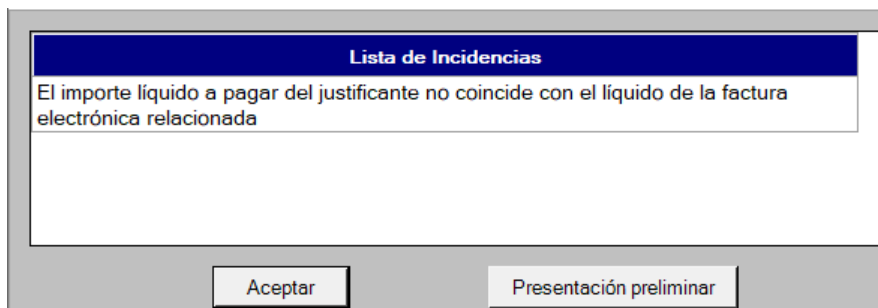 Lista de Incidencias
El importe líquido a pagar del justificante no coincide con el líquido de la factura
electrónica relacionada
Aceptar
Presentación preliminar